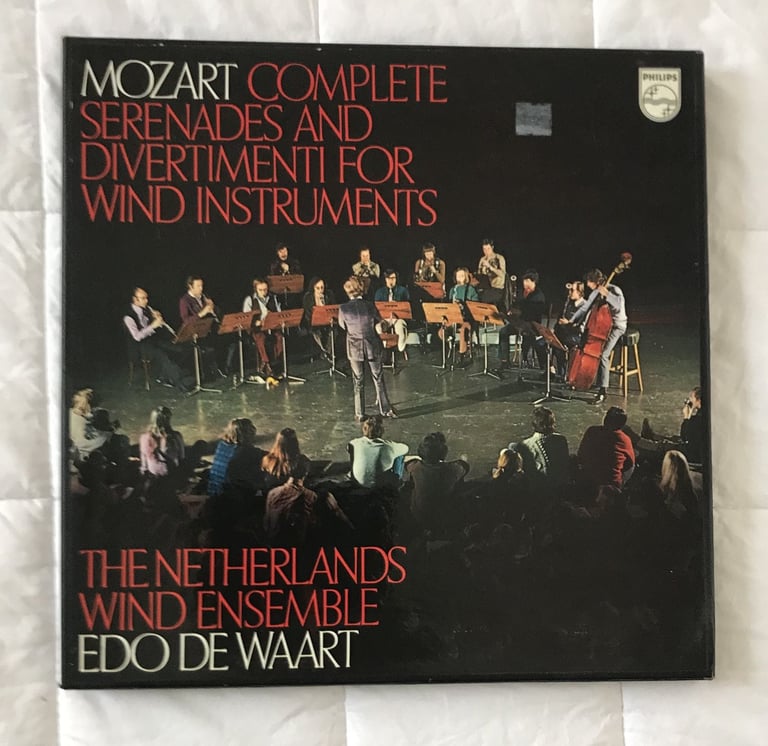 MOZART COMPLETE
SERENADES AND
DIVERTIMENTI FOR
WIND INSTRUMENTS
PHILIPS
THE NETHERLANDS
WIND ENSEMBLE
EDO DE WAART